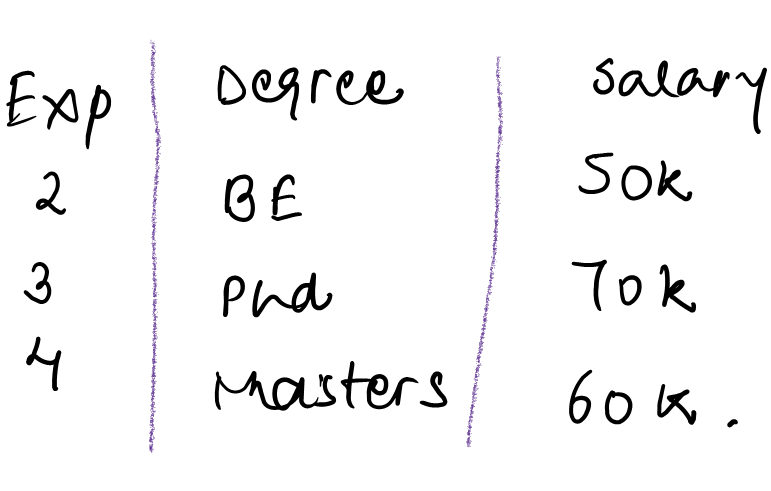 Exp Degree Salary
2 BE 50k
3 Phd 70k
4 Masters 60k.